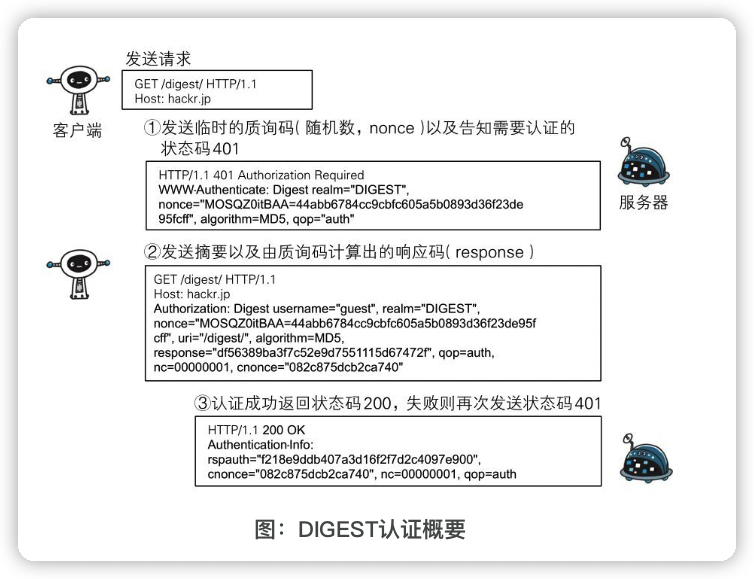 发送请求
GET /digest/ HTTP/1.1
Host: hackr.jp
客户端
①发送临时的质询码(随机数，nonce)以及告知需要认证的
状态码401
HTTP/1.1 401 Authorization Required
WWW-Authenticate: Digest realm="DIGEST",
nonce="MOSQZ0itBAA=44abb6784cc9cbfc605a5b0893d36f23de
95fcff", algorithm=MD5, qop="auth"
服务器
②发送摘要以及由质询码计算出的响应码(response)
GET /digest/ HTTP/1.1
Host: hackr.jp
Authorization: Digest username="guest", realm="DIGEST",
nonce="MOSQZ0itBAA=44abb6784cc9cbfc605a5b0893d36f23de95f
cff", uri="/digest/", algorithm=MD5,
response="df56389ba3f7c52e9d7551115d67472f", qop=auth,
nc=00000001, cnonce="082c875dcb2ca740"
③认证成功返回状态码200，失败则再次发送状态码401
HTTP/1.1 200 OK
Authentication-Info:
rspauth="f218e9ddb407a3d16f2f7d2c4097e900",
cnonce="082c875dcb2ca740", nc=00000001, qop=auth
图：DIGEST认证概要